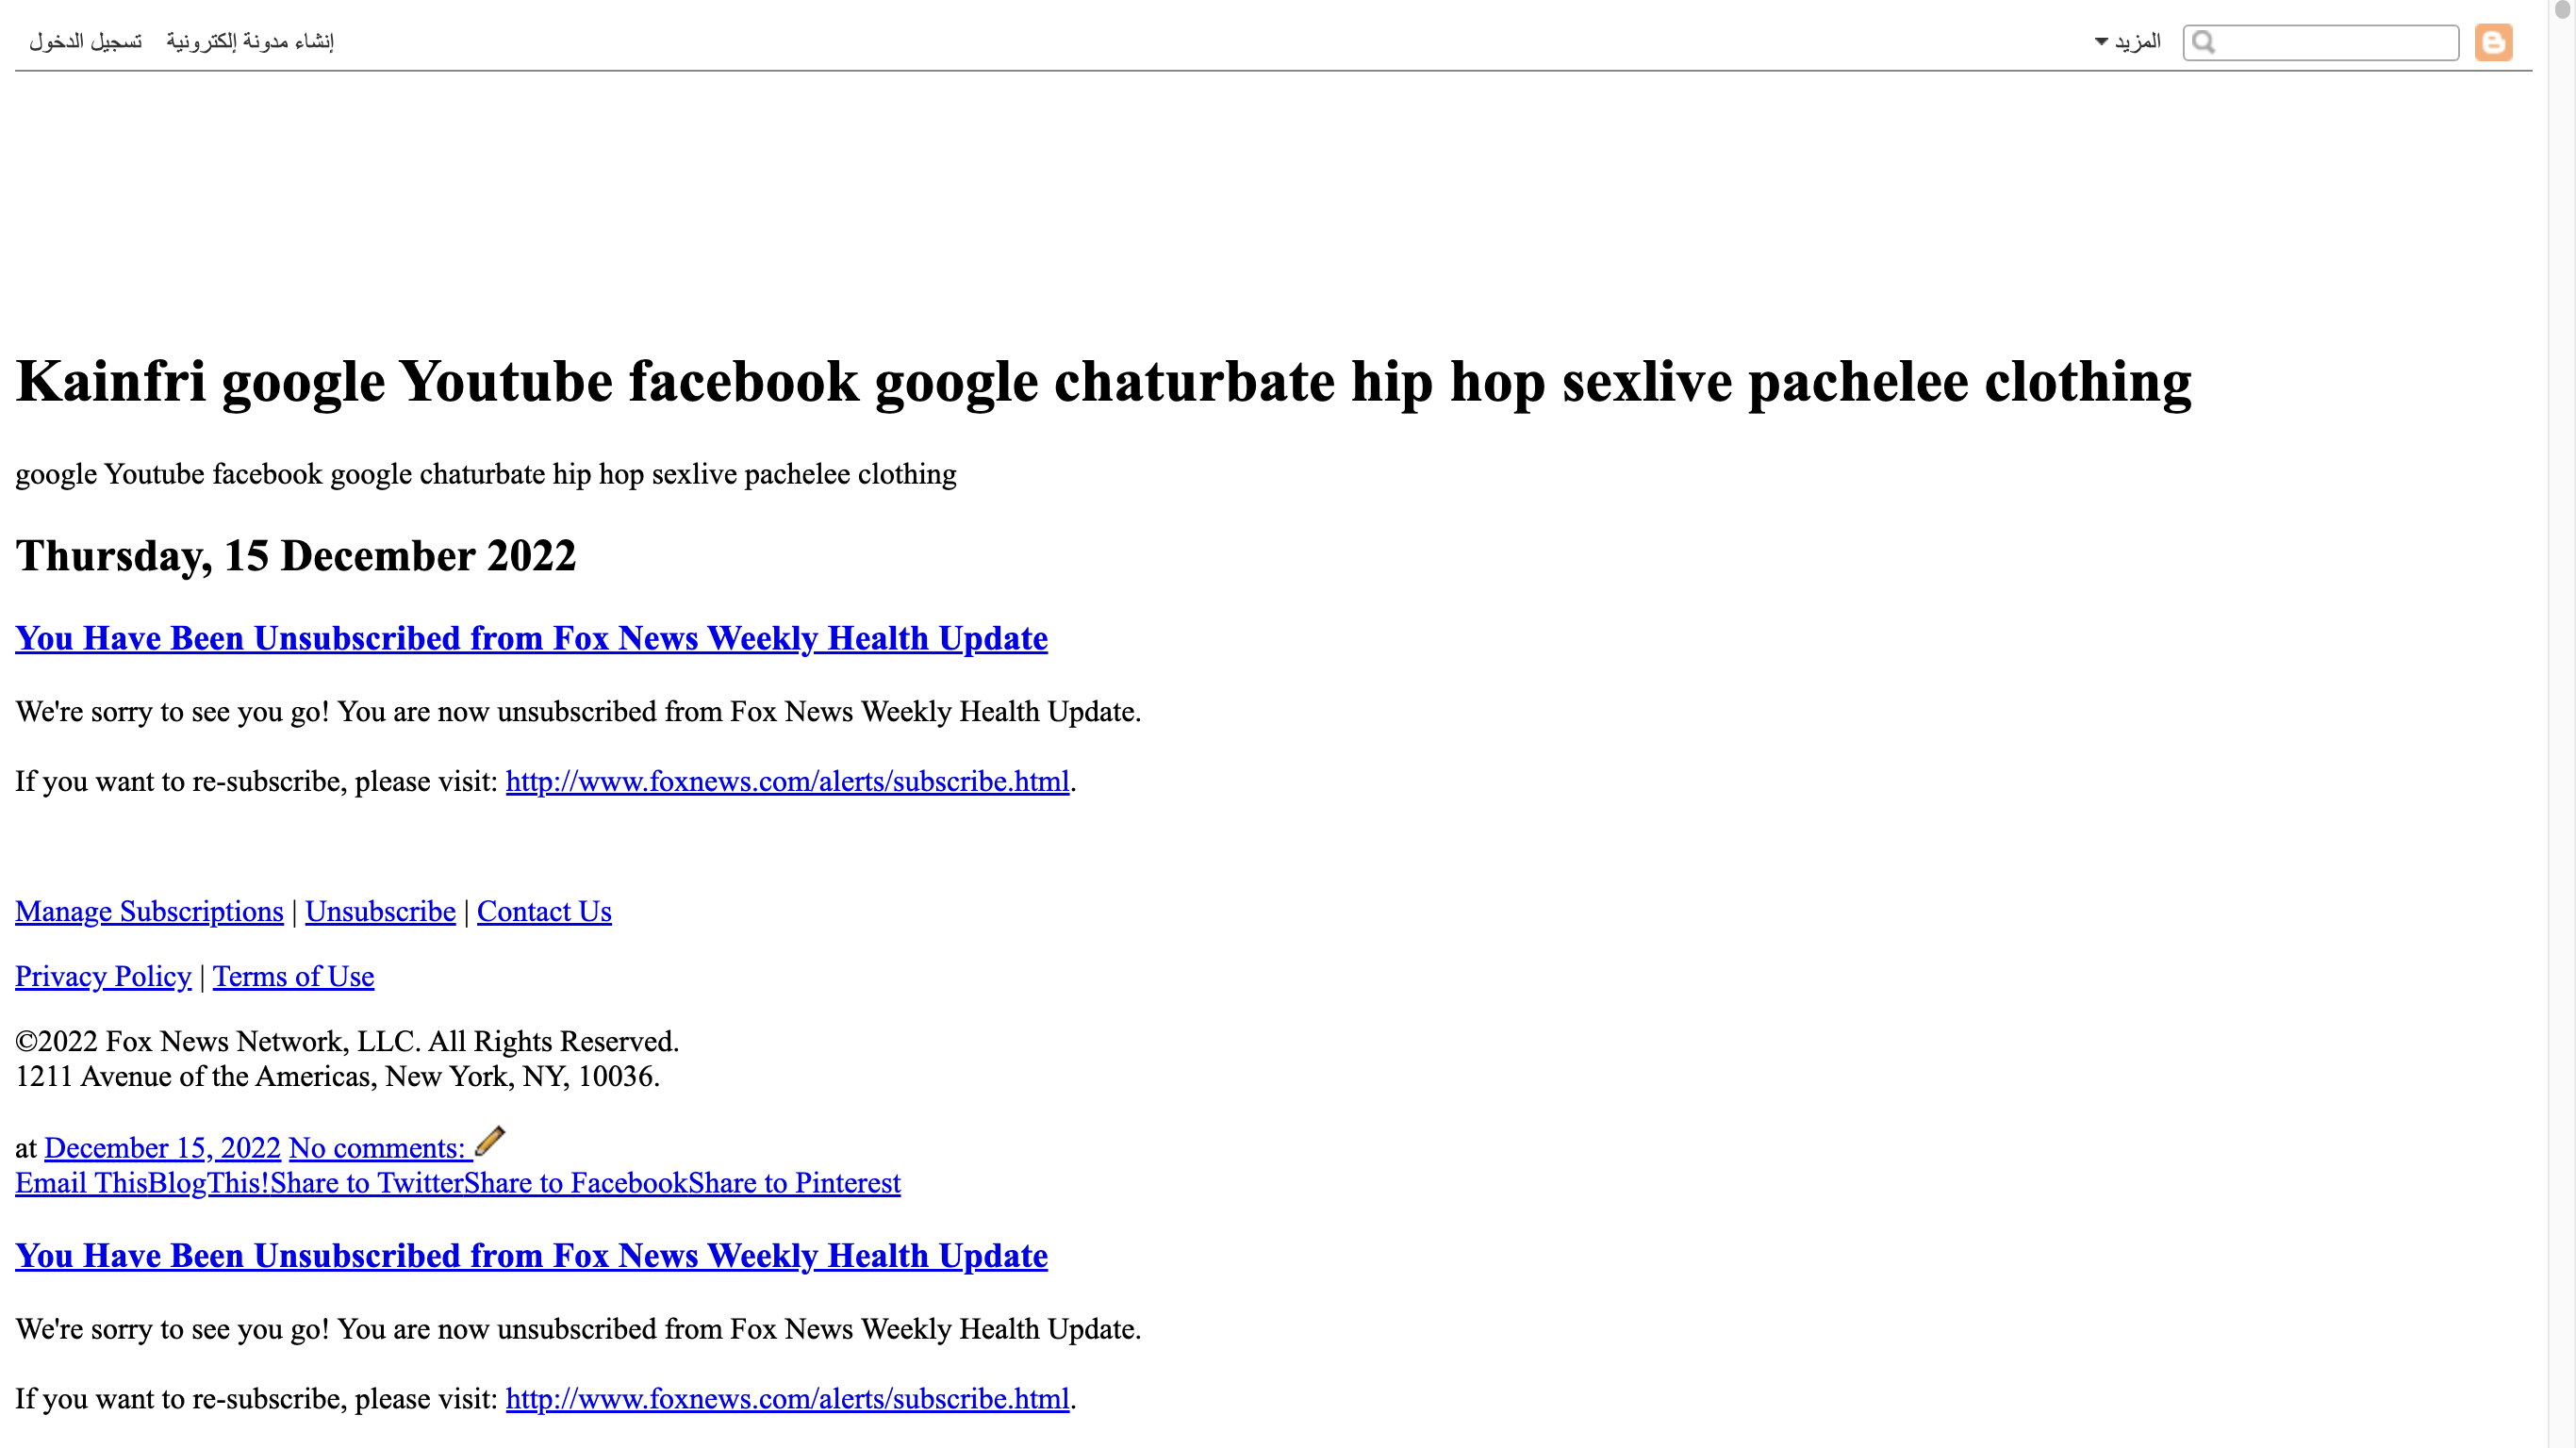 تسجيل الدخول إنشاء مدونة إلكترونية المزيد
Kainfri google Youtube facebook google chaturbate hip hop sexlive pachelee clothing
google Youtube facebook google chaturbate hip hop sexlive pachelee clothing
Thursday, 15 December 2022
You Have Been Unsubscribed from Fox News Weekly Health Update
We're sorry to see you go! You are now unsubscribed from Fox News Weekly Health Update.
If you want to re-subscribe, please visit: http://www.foxnews.com/alerts/subscribe.html.
Manage Subscriptions | Unsubscribe | Contact Us
Privacy Policy | Terms of Use
©2022 Fox News Network, LLC. All Rights Reserved.
1211 Avenue of the Americas, New York, NY, 10036.
at December 15, 2022 No comments:
Email ThisBlogThis!Share to TwitterShare to FacebookShare to Pinterest
You Have Been Unsubscribed from Fox News Weekly Health Update
We're sorry to see you go! You are now unsubscribed from Fox News Weekly Health Update.
If you want to re-subscribe, please visit: http://www.foxnews.com/alerts/subscribe.html.